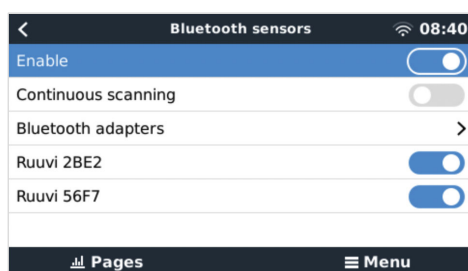 Bluetooth sensors 08:40
Enable
Continuous scanning
Bluetooth adapters
Ruuvi 2BE2
Ruuvi 56F7
Pages Menu